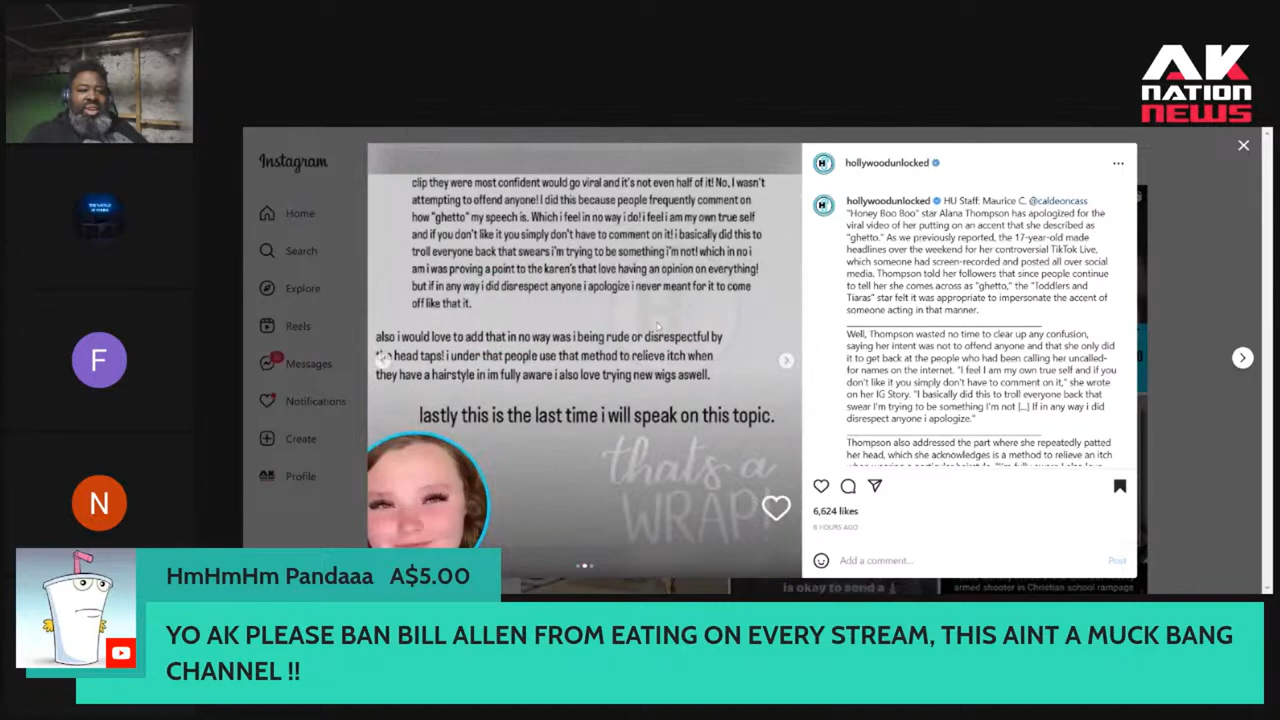 AK
NATION
NEWS
Instagram
Home
Search
Explore
Reels
Messages
Notifications
Create
Profile
clip they were most confident would go viral and it's not even half of it! No, I wasn't
attempting to offend anyone! I did this because people frequently comment on
how "ghetto" my speech is. Which i feel in no way i do! i feel i am my own true self
and if you don't like it you simply don't have to comment on it! i basically did this to
troll everyone back that swears i'm trying to be something i'm not! which in no i
am i was proving a point to the karen's that love having an opinion on everything!
but if in any way i did disrespect anyone i apologize i never meant for it to come
off like that it.
also i would love to add that in no way was i being rude or disrespectful by
the head taps! i under that people use that method to relieve itch when
they have a hairstyle in im fully aware i also love trying new wigs aswell.
lastly this is the last time i will speak on this topic.
that's a
WRAP!
hollywoodunlocked
•••
hollywoodunlocked HU Staff: Maurice C. @caldeoncass
"Honey Boo Boo" star Alana Thompson has apologized for the
viral video of her putting on an accent that she described as
"ghetto." As we previously reported, the 17-year-old made
headlines over the weekend for her controversial TikTok Live,
which someone had screen-recorded and posted all over social
media. Thompson told her followers that since people continue
to tell her she comes across as "ghetto," the "Toddlers and
Tiaras" star felt it was appropriate to impersonate the accent of
someone acting in that manner.
Well, Thompson wasted no time to clear up any confusion,
saying her intent was not to offend anyone and that she only did
it to get back at the people who had been calling her uncalled-
for names on the internet. "I feel I am my own true self and if you
don't like it you simply don't have to comment on it," she wrote
on her IG Story. "I basically did this to troll everyone back that
swear I'm trying to be something I'm not [...] If in any way i did
disrespect anyone i apologize."
Thompson also addressed the part where she repeatedly patted
her head, which she acknowledges is a method to relieve an itch
6,624 likes
8 HOURS AGO
Add a comment...
Post
is okay to send a
armed shooter in Christian school rampage
F
N
HmHmHm Pandaaa A$5.00
YO AK PLEASE BAN BILL ALLEN FROM EATING ON EVERY STREAM, THIS AINT A MUCK BANG
CHANNEL !!